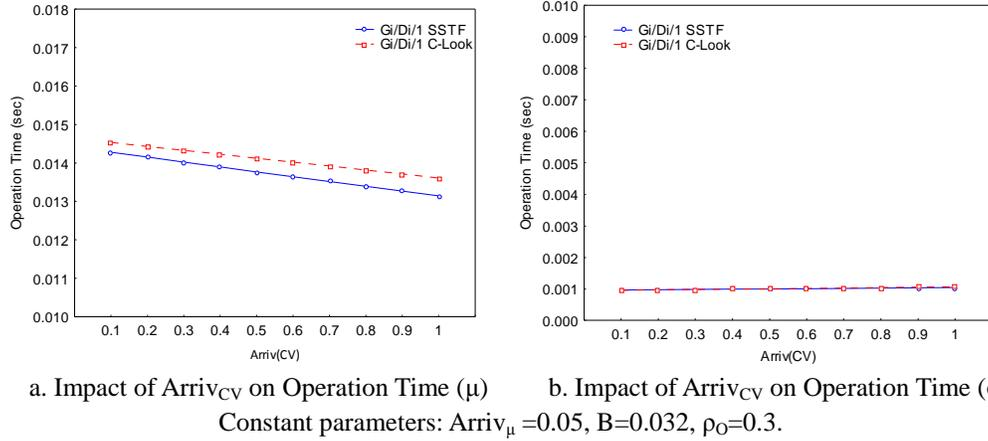 0.018
0.017
0.016
0.015
0.014
0.013
0.012
0.011
0.010
Operation Time (sec)
Gi/Di/1 SSTF
Gi/Di/1 C-Look
0.1 0.2 0.3 0.4 0.5 0.6 0.7 0.8 0.9 1
Arriv(CV)
0.010
0.009
0.008
0.007
0.006
0.005
0.004
0.003
0.002
0.001
0.000
Operation Time (sec)
Gi/Di/1 SSTF
Gi/Di/1 C-Look
0.1 0.2 0.3 0.4 0.5 0.6 0.7 0.8 0.9 1
Arriv(CV)
a. Impact of Arriv_CV on Operation Time (μ)
b. Impact of Arriv_CV on Operation Time (
Constant parameters: Arriv_μ =0.05, B=0.032, ρ_O=0.3.